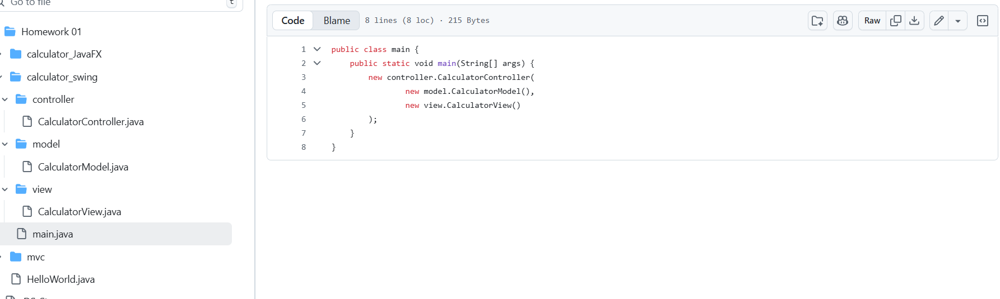 Go to file
t
Homework 01
calculator_JavaFX
calculator_swing
controller
CalculatorController.java
model
CalculatorModel.java
view
CalculatorView.java
main.java
mvc
HelloWorld.java
Code Blame 8 lines (8 loc) · 215 Bytes
Raw
1 public class main {
2     public static void main(String[] args) {
3         new controller.CalculatorController(
4                 new model.CalculatorModel(),
5                 new view.CalculatorView()
6         );
7     }
8 }